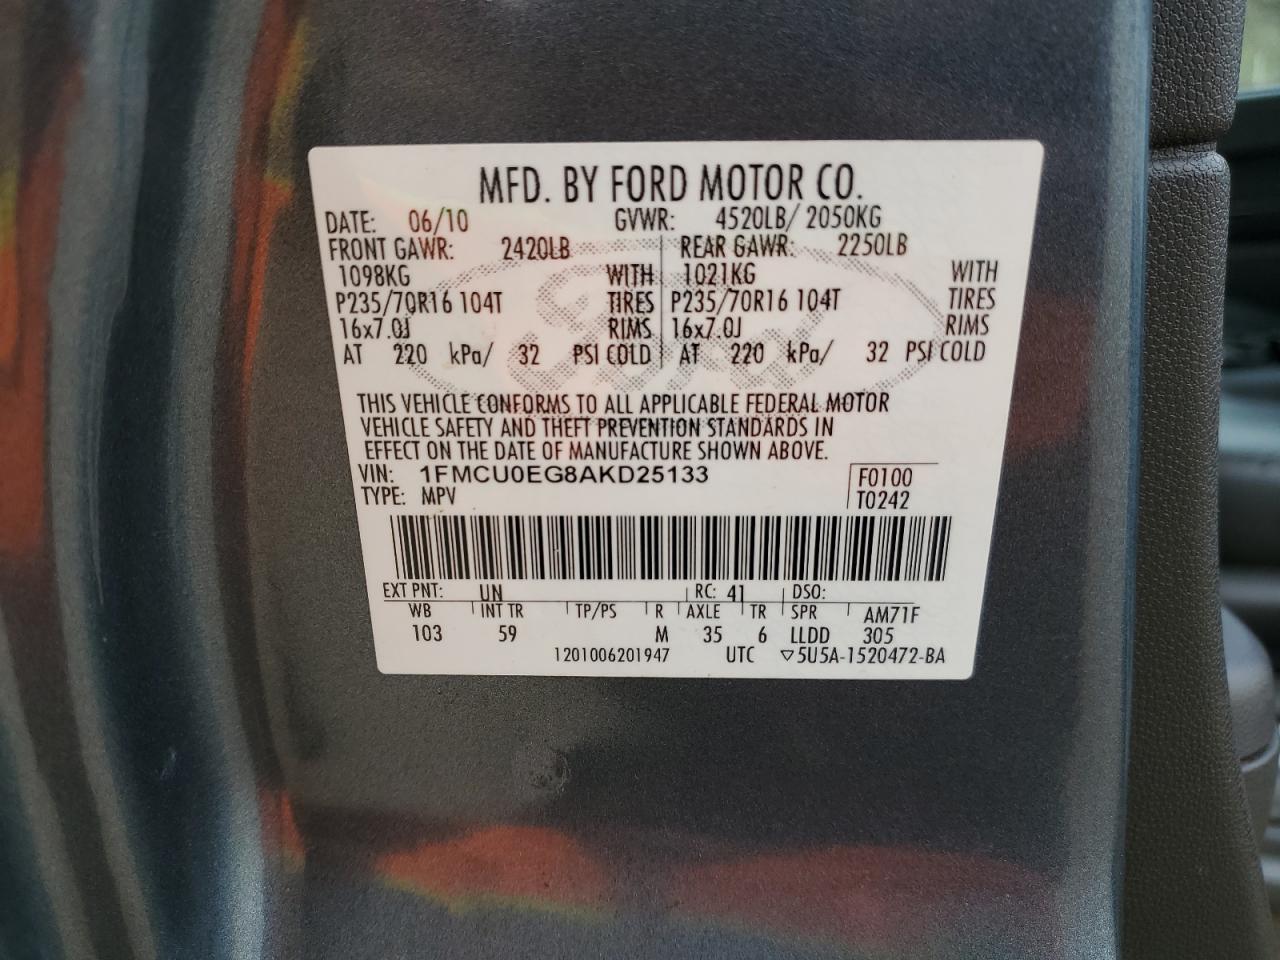 MFD. BY FORD MOTOR CO.
DATE: 06/10 GVWR: 4520LB/ 2050KG
FRONT GAWR: 2420LB REAR GAWR: 2250LB
1098KG WITH 1021KG WITH
P235/70R16 104T TIRES P235/70R16 104T TIRES
16x7.0J RIMS 16x7.0J RIMS
AT 220 kPa/ 32 PSI COLD AT 220 kPa/ 32 PSI COLD
Ford
THIS VEHICLE CONFORMS TO ALL APPLICABLE FEDERAL MOTOR
VEHICLE SAFETY AND THEFT PREVENTION STANDARDS IN
EFFECT ON THE DATE OF MANUFACTURE SHOWN ABOVE.
VIN: 1FMCU0EG8AKD25133 F0100
TYPE: MPV T0242
EXT PNT: UN RC: 41 DSO:
WB INT TR TP/PS R AXLE TR SPR AM71F
103 59 M 35 6 LLDD 305
1201006201947 UTC ▽5U5A-1520472-BA